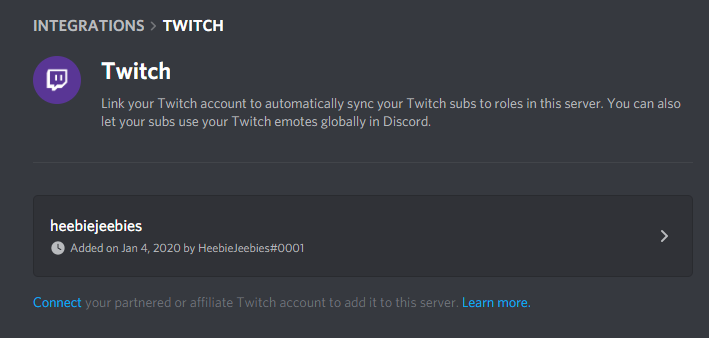 INTEGRATIONS > TWITCH
Twitch
Link your Twitch account to automatically sync your Twitch subs to roles in this server. You can also
let your subs use your Twitch emotes globally in Discord.
heebiejeebies
Added on Jan 4, 2020 by HeebieJeebies#0001
Connect your partnered or affiliate Twitch account to add it to this server. Learn more.